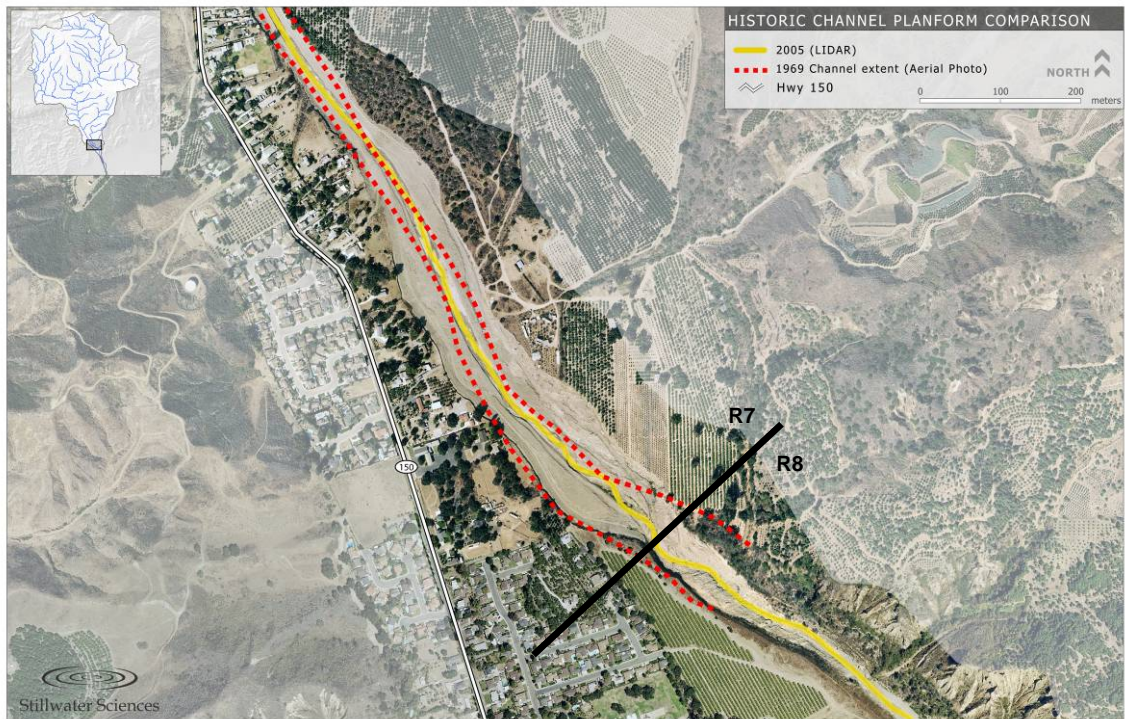 HISTORIC CHANNEL PLANFORM COMPARISON
2005 (LIDAR)
1969 Channel extent (Aerial Photo)
Hwy 150
NORTH
0 100 200
meters
R7
R8
150
Stillwater Sciences